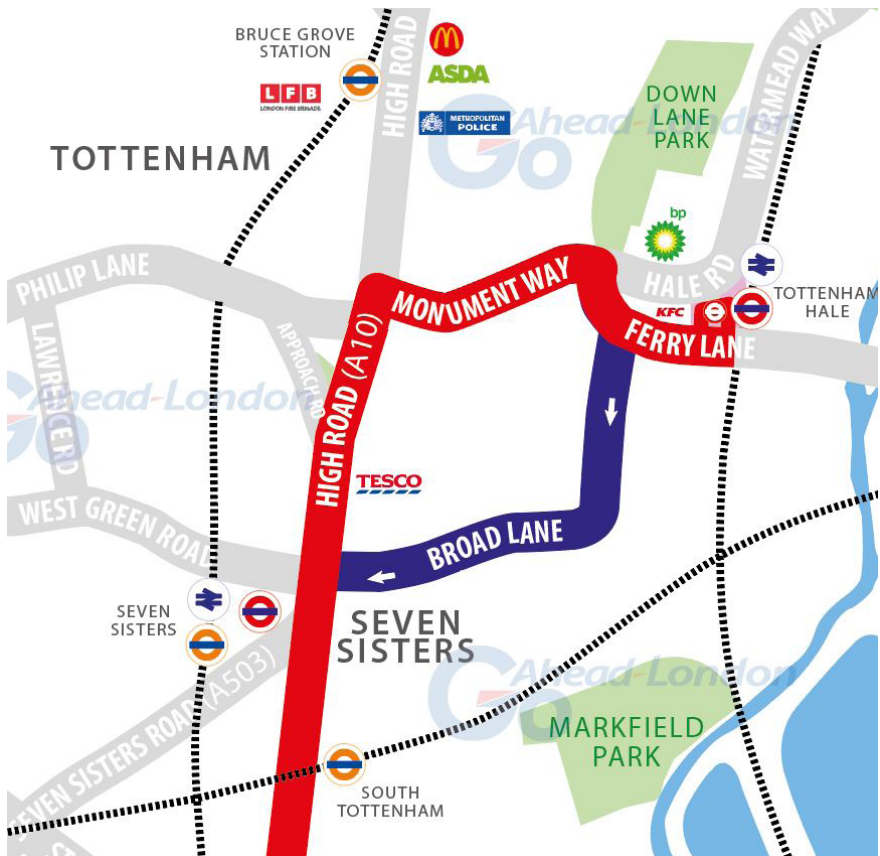 BRUCE GROVE
STATION
HIGH ROAD
ASDA
LFB
LONDON FIRE BRIGADE
METROPOLITAN
POLICE
Go Ahead-London
DOWN
LANE
PARK
WATERMEAD WAY
TOTTENHAM
bp
HALE RD
PHILIP LANE
MONUMENT WAY
TOTTENHAM
HALE
KFC
FERRY LANE
LAWRENCE RD
APPROACH RD
HIGH ROAD (A10)
Go Ahead-London
TESCO
WEST GREEN ROAD
BROAD LANE
SEVEN
SISTERS
SEVEN
SISTERS
Go Ahead-London
SEVEN SISTERS ROAD (A503)
MARKFIELD
PARK
SOUTH
TOTTENHAM